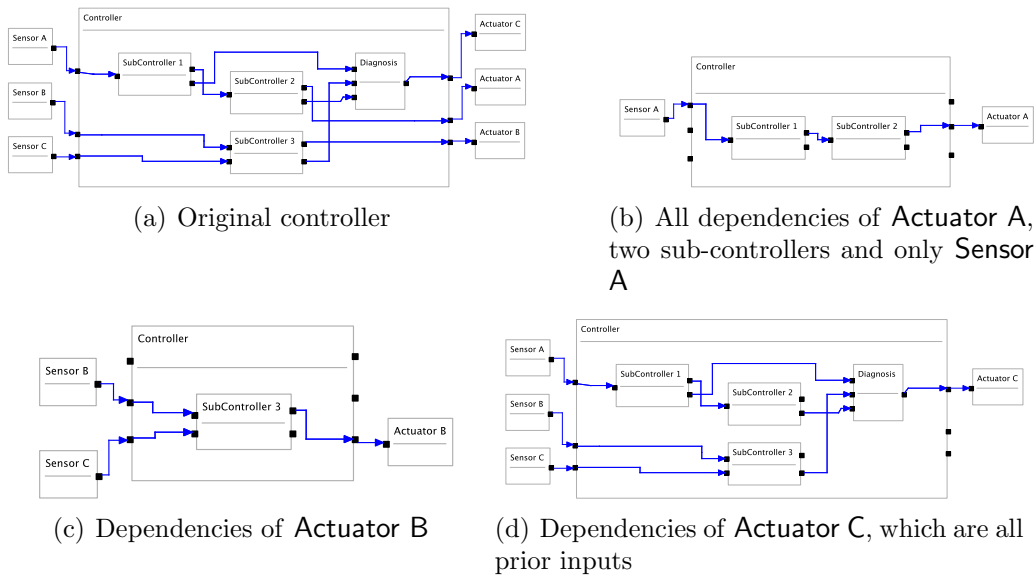 Controller
Actuator C
Sensor A
SubController 1
Diagnosis
SubController 2
Actuator A
Sensor B
SubController 3
Actuator B
Sensor C
(a) Original controller
Controller
Sensor A
SubController 1
SubController 2
Actuator A
(b) All dependencies of Actuator A,
two sub-controllers and only Sensor
A
Controller
Sensor B
SubController 3
Actuator B
Sensor C
(c) Dependencies of Actuator B
Controller
Sensor A
SubController 1
Diagnosis
Actuator C
SubController 2
Sensor B
SubController 3
Sensor C
(d) Dependencies of Actuator C, which are all
prior inputs